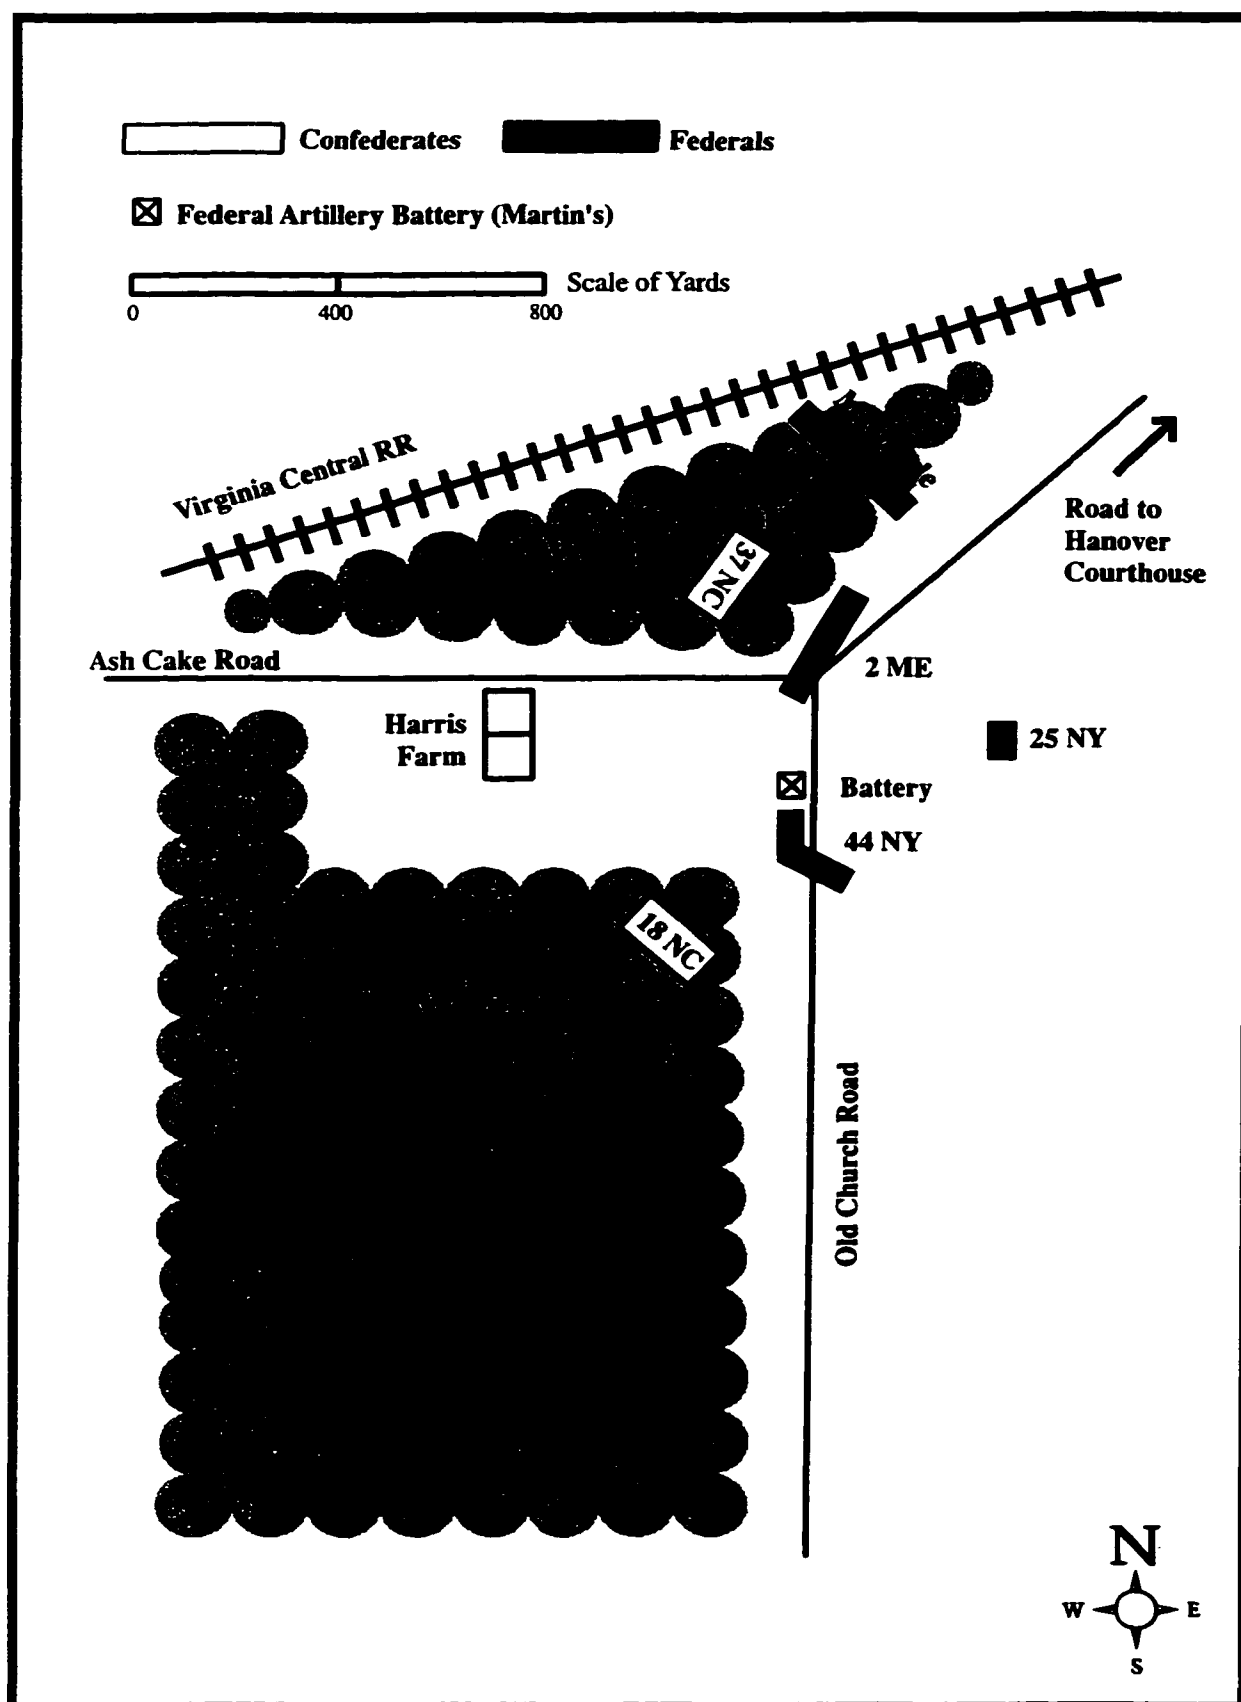 Confederates
Federals
Federal Artillery Battery (Martin's)
Scale of Yards
0 400 800
Virginia Central RR
Road to
Hanover
Courthouse
37 NC
Ash Cake Road
2 ME
Harris
Farm
25 NY
Battery
44 NY
18 NC
Old Church Road
N
W E
S